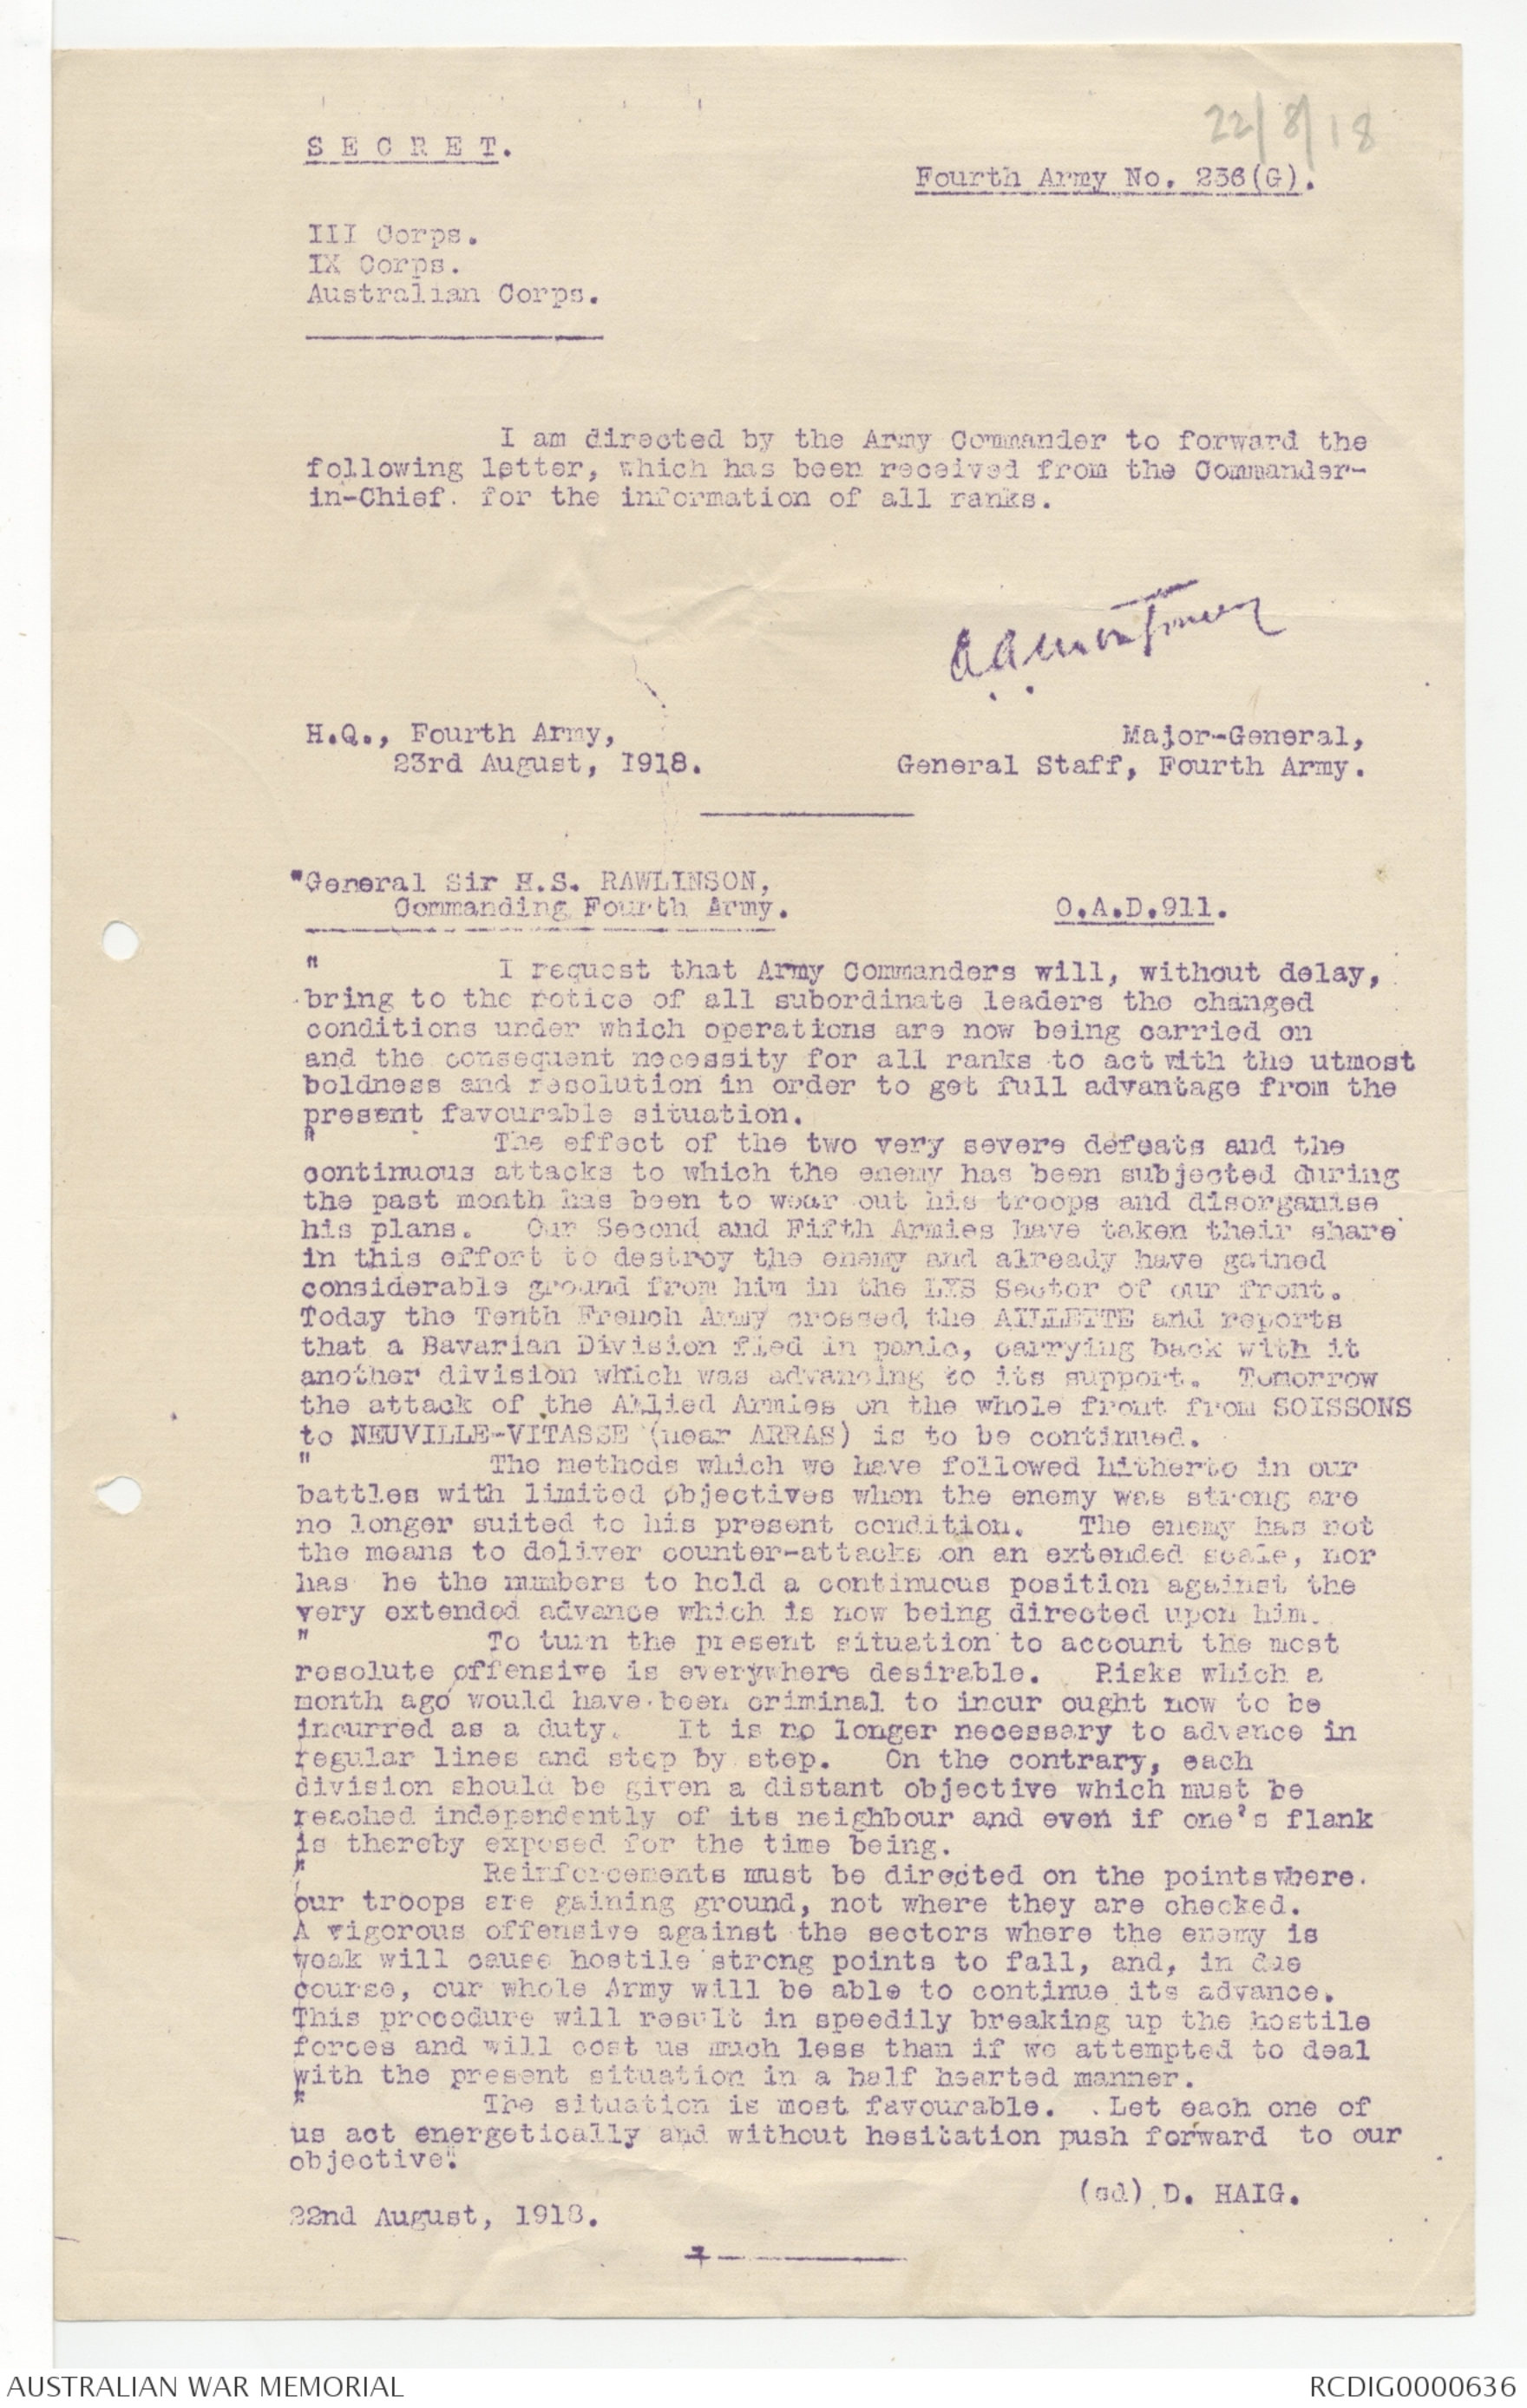 22/8/18
S E C R E T.
Fourth Army No. 236(G).
III Corps.
IX Corps.
Australian Corps.
I am directed by the Army Commander to forward the
following letter, which has been received from the Commander-
in-Chief. for the information of all ranks.
A A Montgomery
H.Q., Fourth Army,
23rd August, 1918.
Major-General,
General Staff, Fourth Army.
"General Sir H.S. RAWLINSON,
Commanding Fourth Army.
O.A.D.911.
" I request that Army Commanders will, without delay,
bring to the notice of all subordinate leaders the changed
conditions under which operations are now being carried on
and the consequent necessity for all ranks to act with the utmost
boldness and resolution in order to get full advantage from the
present favourable situation.
" The effect of the two very severe defeats and the
continuous attacks to which the enemy has been subjected during
the past month has been to wear out his troops and disorganise
his plans. Our Second and Fifth Armies have taken their share
in this effort to destroy the enemy and already have gained
considerable ground from him in the LYS Sector of our front.
Today the Tenth French Army crossed the AILLETTE and reports
that a Bavarian Division fled in panic, carrying back with it
another division which was advancing to its support. Tomorrow
the attack of the Allied Armies on the whole front from SOISSONS
to NEUVILLE-VITASSE (near ARRAS) is to be continued.
" The methods which we have followed hitherto in our
battles with limited objectives when the enemy was strong are
no longer suited to his present condition. The enemy has not
the means to deliver counter-attacks on an extended scale, nor
has he the numbers to hold a continuous position against the
very extended advance which is now being directed upon him.
" To turn the present situation to account the most
resolute offensive is everywhere desirable. Risks which a
month ago would have been criminal to incur ought now to be
incurred as a duty. It is no longer necessary to advance in
regular lines and step by step. On the contrary, each
division should be given a distant objective which must be
reached independently of its neighbour and even if one's flank
is thereby exposed for the time being.
" Reinforcements must be directed on the points where
our troops are gaining ground, not where they are checked.
A vigorous offensive against the sectors where the enemy is
weak will cause hostile strong points to fall, and, in due
course, our whole Army will be able to continue its advance.
This procedure will result in speedily breaking up the hostile
forces and will cost us much less than if we attempted to deal
with the present situation in a half hearted manner.
" The situation is most favourable. Let each one of
us act energetically and without hesitation push forward to our
objective".
(sd) D. HAIG.
22nd August, 1918.
AUSTRALIAN WAR MEMORIAL
RCDIG0000636